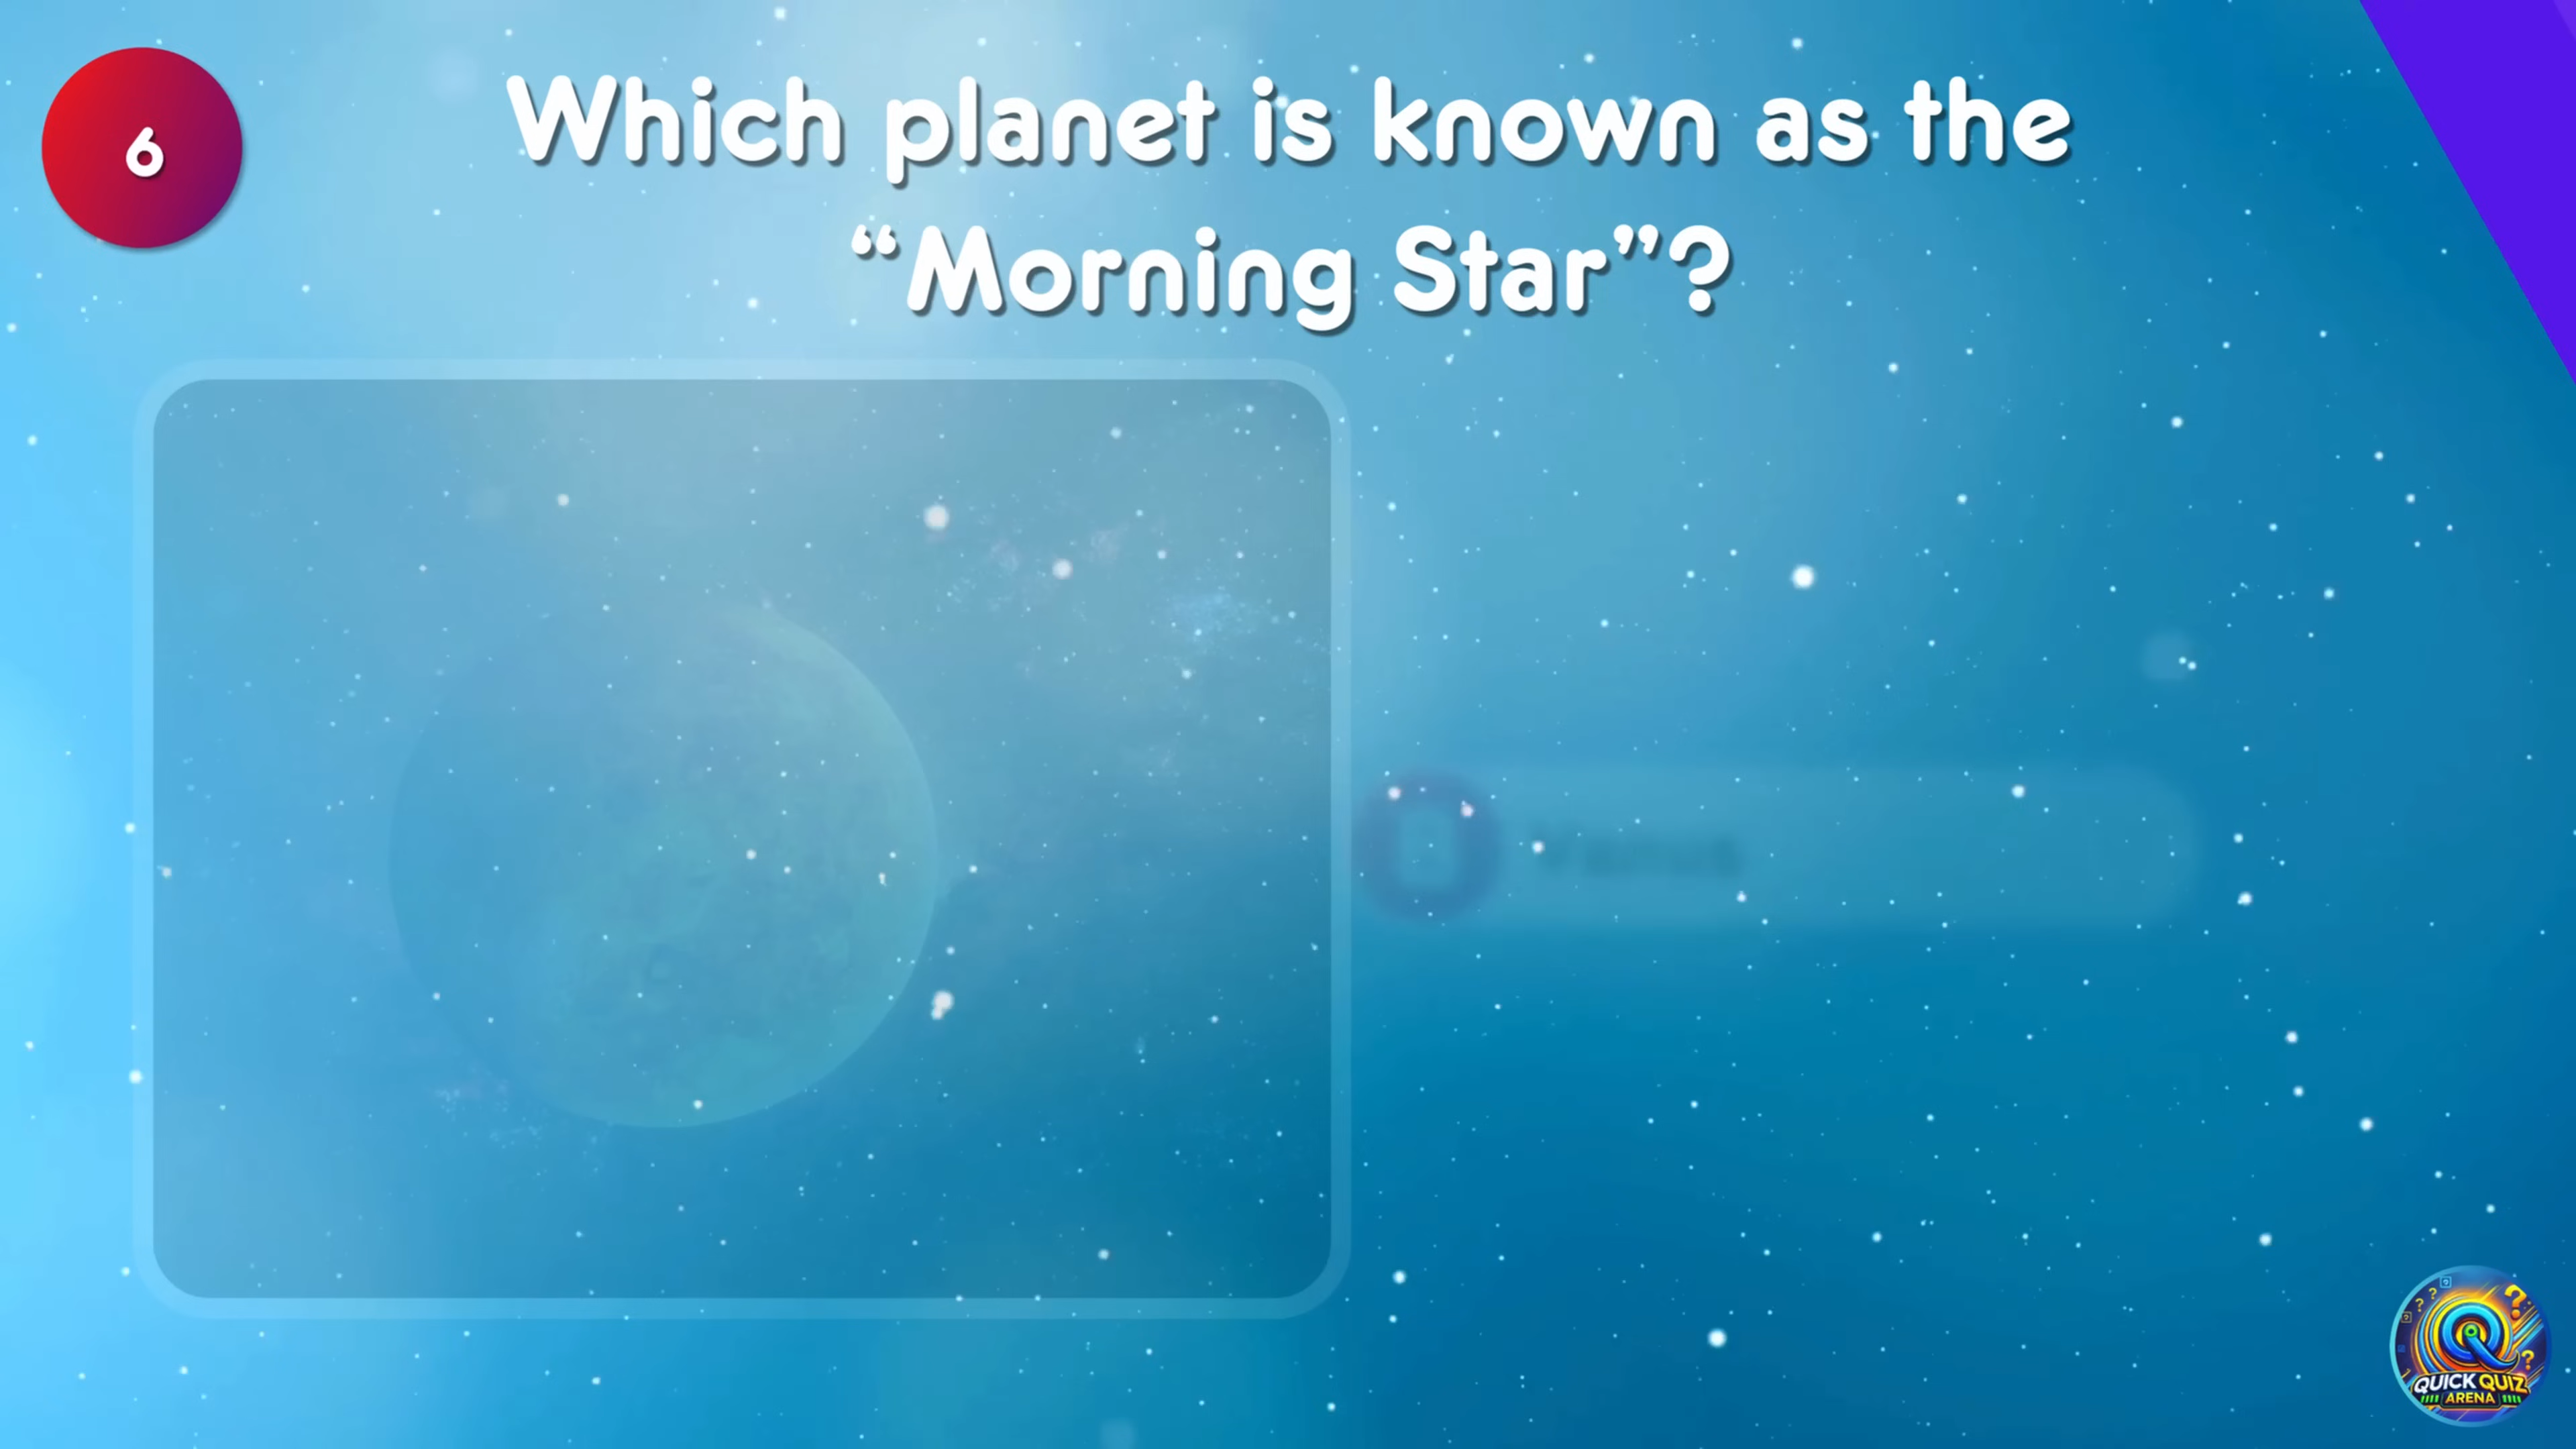 6
Which planet is known as the
“Morning Star”?
QUICK QUIZ
ARENA